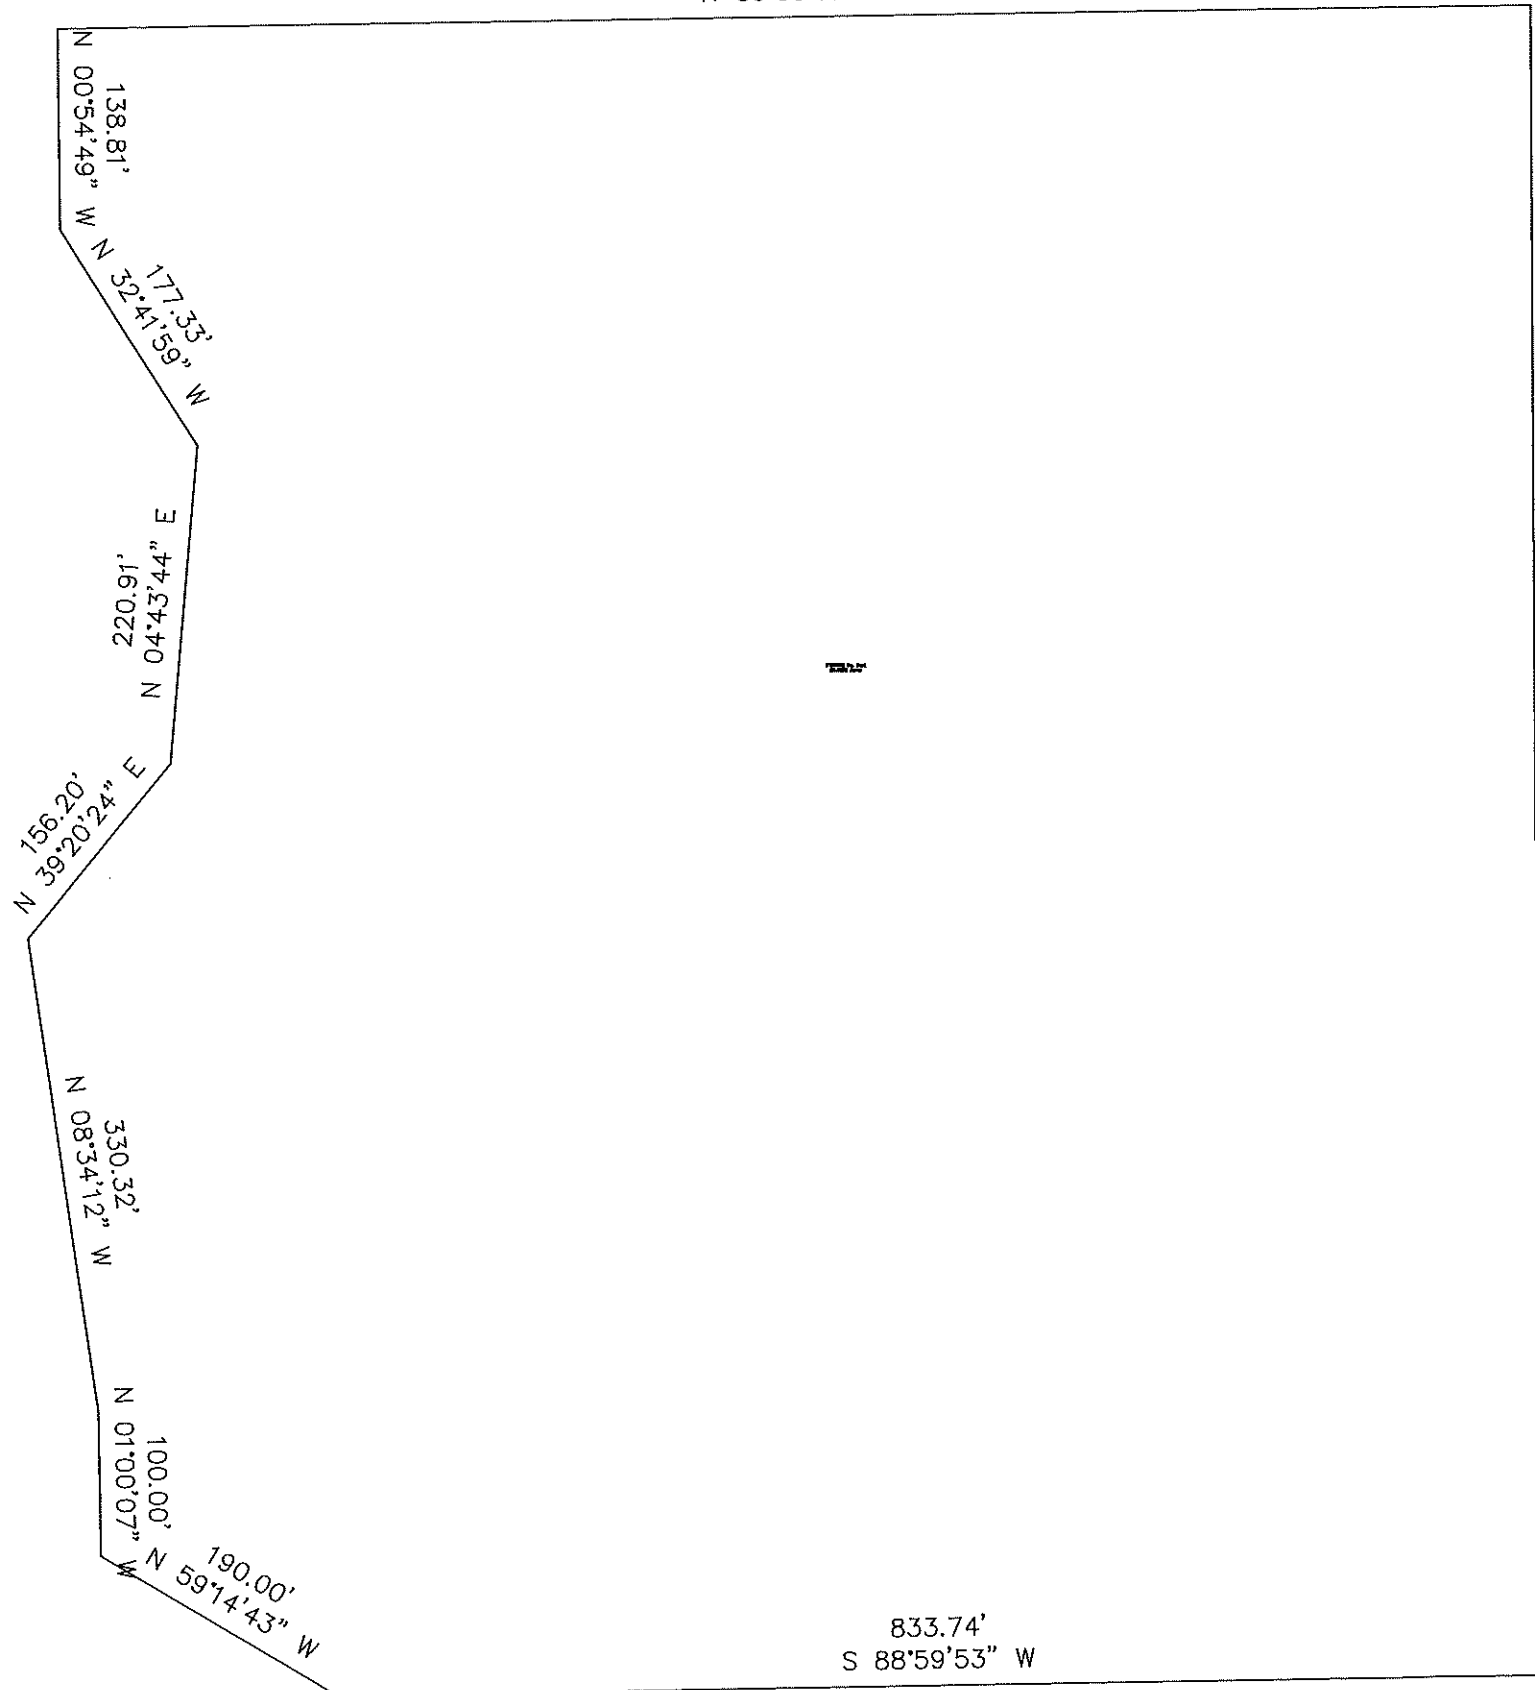 138.81'
N 00°54'49" W
177.33'
N 32°41'59" W
N 04°43'44" E
220.91'
156.20'
N 39°20'24" E
330.32'
N 08°34'12" W
100.00'
N 01°00'07" W
190.00'
N 59°14'43" W
833.74'
S 88°59'53" W